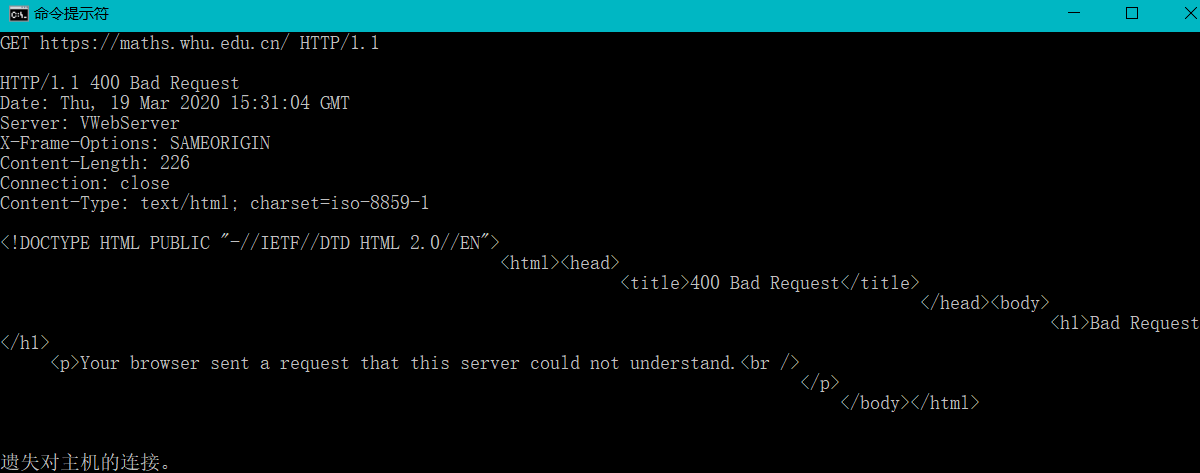 命令提示符
GET https://maths.whu.edu.cn/ HTTP/1.1
HTTP/1.1 400 Bad Request
Date: Thu, 19 Mar 2020 15:31:04 GMT
Server: VWebServer
X-Frame-Options: SAMEORIGIN
Content-Length: 226
Connection: close
Content-Type: text/html; charset=iso-8859-1
<!DOCTYPE HTML PUBLIC "-//IETF//DTD HTML 2.0//EN">
<html><head>
<title>400 Bad Request</title>
</head><body>
<h1>Bad Request
</h1>
<p>Your browser sent a request that this server could not understand.<br />
</p>
</body></html>
遗失对主机的连接。